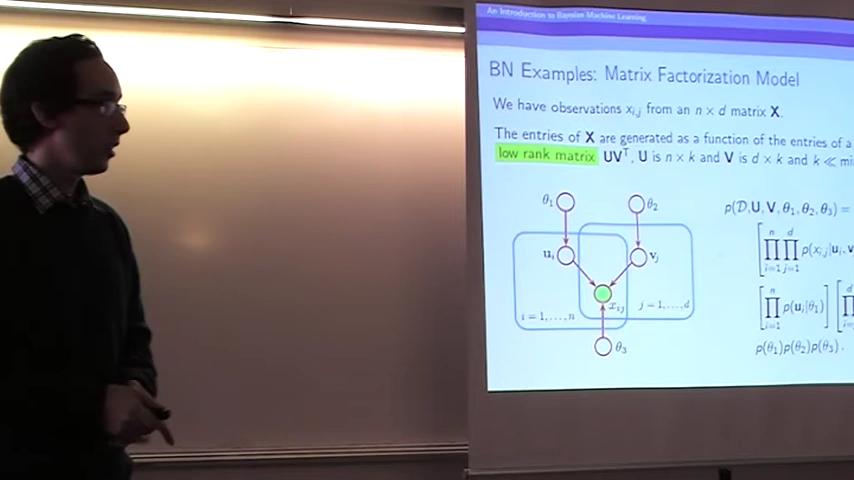 An Introduction to Bayesian Machine Learning
BN Examples: Matrix Factorization Model
We have observations x_{i,j} from an n × d matrix X.
The entries of X are generated as a function of the entries of a
low rank matrix UV^T, U is n × k and V is d × k and k ≪
θ1
θ2
p(D, U, V, θ1, θ2, θ3) =
n d
∏∏ p(x_{i,j}|u_i, v
i=1 j=1
u_i
v_j
x_{ij}
i = 1, . . . , n
j = 1, . . . , d
n
[∏ p(u_i|θ1)] [∏
i=1
θ3
p(θ1)p(θ2)p(θ3) .